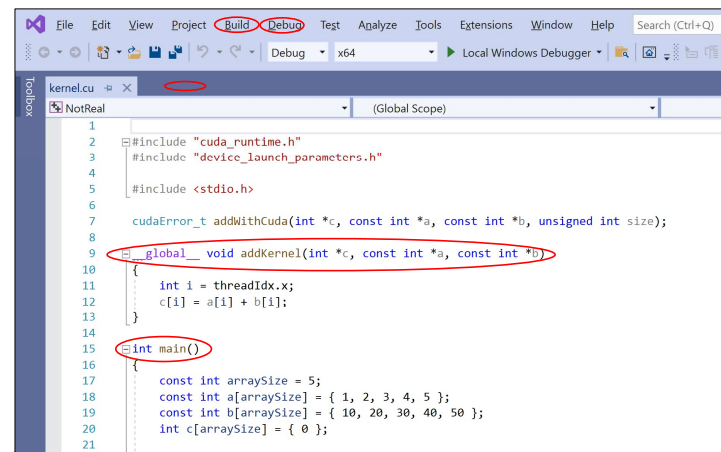 File Edit View Project Build Debug Test Analyze Tools Extensions Window Help Search (Ctrl+Q)
Debug x64 Local Windows Debugger
Toolbox
kernel.cu
NotReal (Global Scope)
1
2 #include "cuda_runtime.h"
3 #include "device_launch_parameters.h"
4
5 #include <stdio.h>
6
7 cudaError_t addWithCuda(int *c, const int *a, const int *b, unsigned int size);
8
9 __global__ void addKernel(int *c, const int *a, const int *b)
10 {
11 int i = threadIdx.x;
12 c[i] = a[i] + b[i];
13 }
14
15 int main()
16 {
17 const int arraySize = 5;
18 const int a[arraySize] = { 1, 2, 3, 4, 5 };
19 const int b[arraySize] = { 10, 20, 30, 40, 50 };
20 int c[arraySize] = { 0 };
21